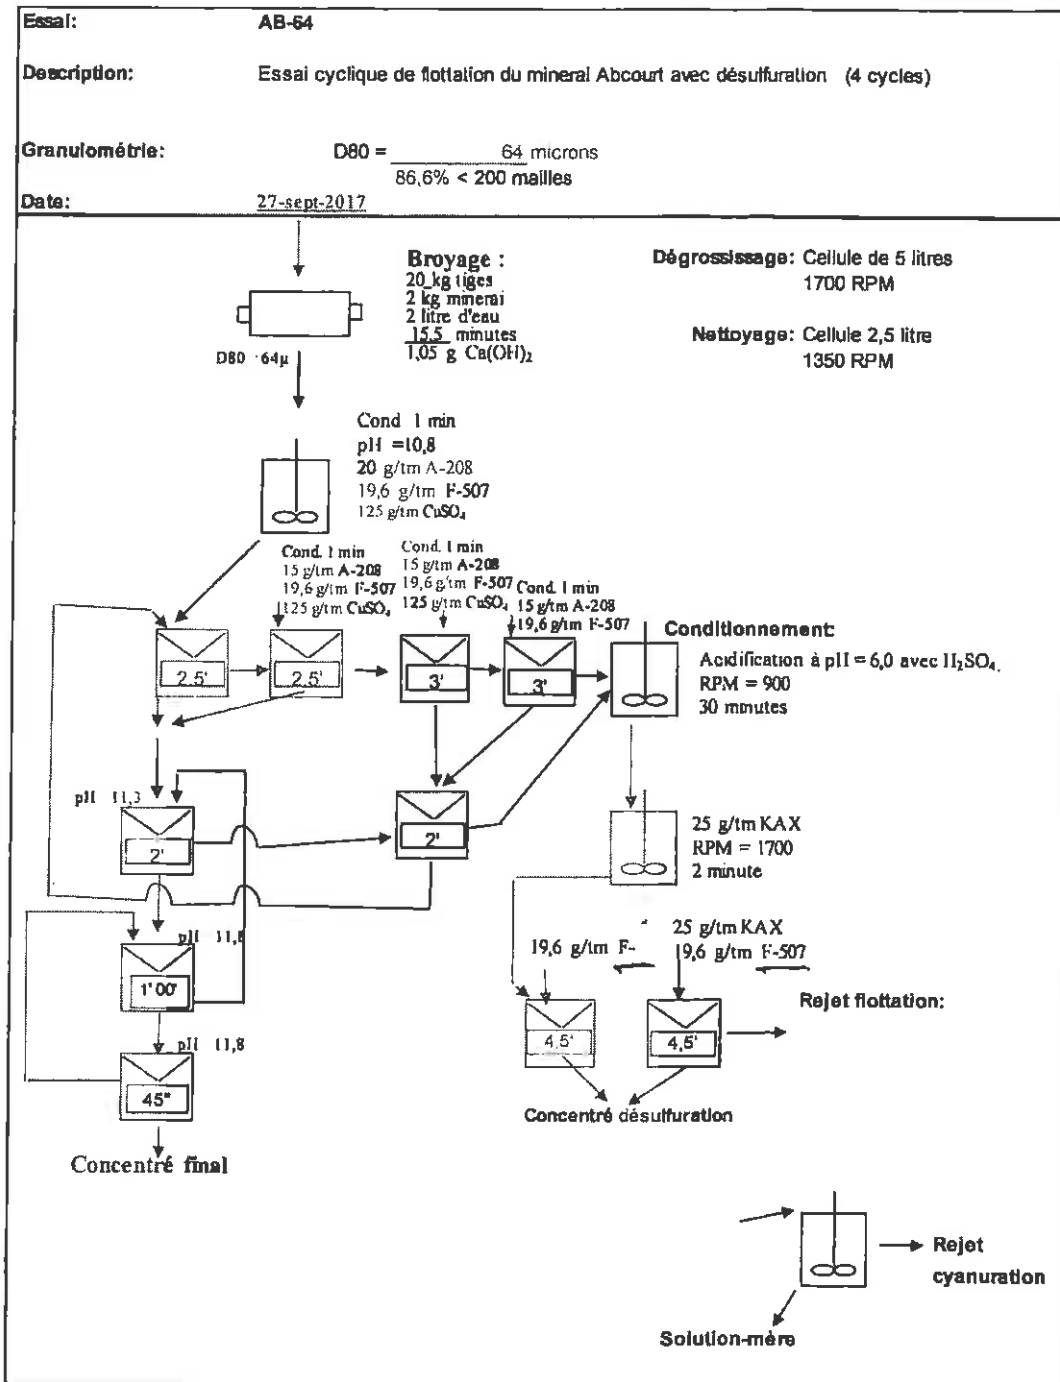 Essai: AB-64
Description: Essai cyclique de flottation du minerai Abcourt avec désulfuration (4 cycles)
Granulométrie: D80 = 64 microns
86,6% < 200 mailles
Date: 27-sept-2017
Broyage :
20 kg tiges
2 kg minerai
2 litre d'eau
15,5 minutes
1,05 g Ca(OH)₂
Dégrossissage: Cellule de 5 litres
1700 RPM
Nettoyage: Cellule 2,5 litre
1350 RPM
D80 64µ
Cond 1 min
pH =10,8
20 g/tm A-208
19,6 g/tm F-507
125 g/tm CuSO₄
Cond. 1 min
15 g/tm A-208
19,6 g/tm F-507
125 g/tm CuSO₄
Cond. 1 min
15 g/tm A-208
19,6 g/tm F-507
125 g/tm CuSO₄
Cond. 1 min
15 g/tm A-208
19,6 g/tm F-507
2,5'
2,5'
3'
3'
Conditionnement:
Acidification à pH = 6,0 avec H₂SO₄.
RPM = 900
30 minutes
pH 11,3
2'
2'
25 g/tm KAX
RPM = 1700
2 minute
pH 11,8
1'00'
19,6 g/tm F-
25 g/tm KAX
19,6 g/tm F-507
4,5'
4,5'
Rejet flottation:
pH 11,8
45"
Concentré désulfuration
Concentré final
Rejet
cyanuration
Solution-mère